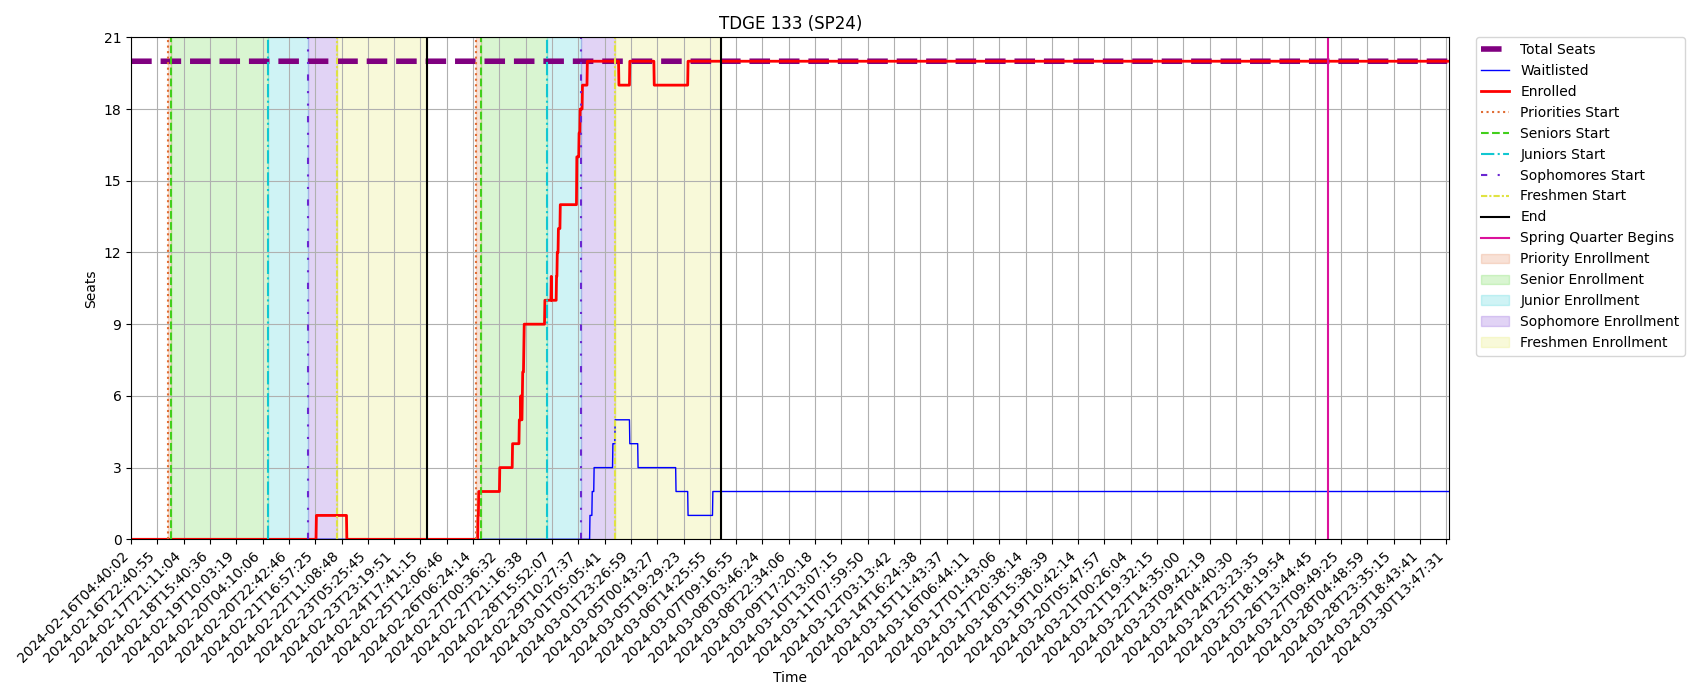 TDGE 133 (SP24)
21
18
15
12
9
6
3
0
Seats
2024-02-16T04:40:02
2024-02-16T22:40:55
2024-02-17T21:11:04
2024-02-18T15:40:36
2024-02-19T10:03:19
2024-02-20T04:10:06
2024-02-20T22:42:46
2024-02-21T16:57:25
2024-02-22T11:08:48
2024-02-23T05:25:45
2024-02-23T23:19:51
2024-02-24T17:41:15
2024-02-25T12:06:46
2024-02-26T06:24:14
2024-02-27T00:36:32
2024-02-27T21:16:38
2024-02-28T15:52:07
2024-02-29T10:27:37
2024-03-01T05:05:41
2024-03-01T23:26:59
2024-03-05T00:43:27
2024-03-05T19:29:23
2024-03-06T14:25:55
2024-03-07T09:16:55
2024-03-08T03:46:24
2024-03-08T22:34:06
2024-03-09T17:20:18
2024-03-10T13:07:15
2024-03-11T07:59:50
2024-03-12T03:13:42
2024-03-14T16:24:38
2024-03-15T11:43:37
2024-03-16T06:44:11
2024-03-17T01:43:06
2024-03-17T20:38:14
2024-03-18T15:38:39
2024-03-19T10:42:14
2024-03-20T05:47:57
2024-03-21T00:26:04
2024-03-21T19:32:15
2024-03-22T14:35:00
2024-03-23T09:42:19
2024-03-24T04:40:30
2024-03-24T23:23:35
2024-03-25T18:19:54
2024-03-26T13:44:45
2024-03-27T09:49:25
2024-03-28T04:48:59
2024-03-28T23:35:15
2024-03-29T18:43:41
2024-03-30T13:47:31
Time
Total Seats
Waitlisted
Enrolled
Priorities Start
Seniors Start
Juniors Start
Sophomores Start
Freshmen Start
End
Spring Quarter Begins
Priority Enrollment
Senior Enrollment
Junior Enrollment
Sophomore Enrollment
Freshmen Enrollment